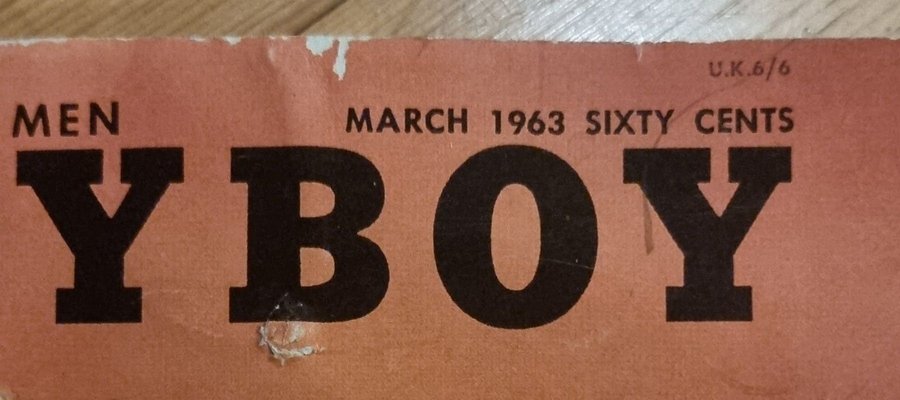 U.K.6/6
MEN MARCH 1963 SIXTY CENTS
YBOY